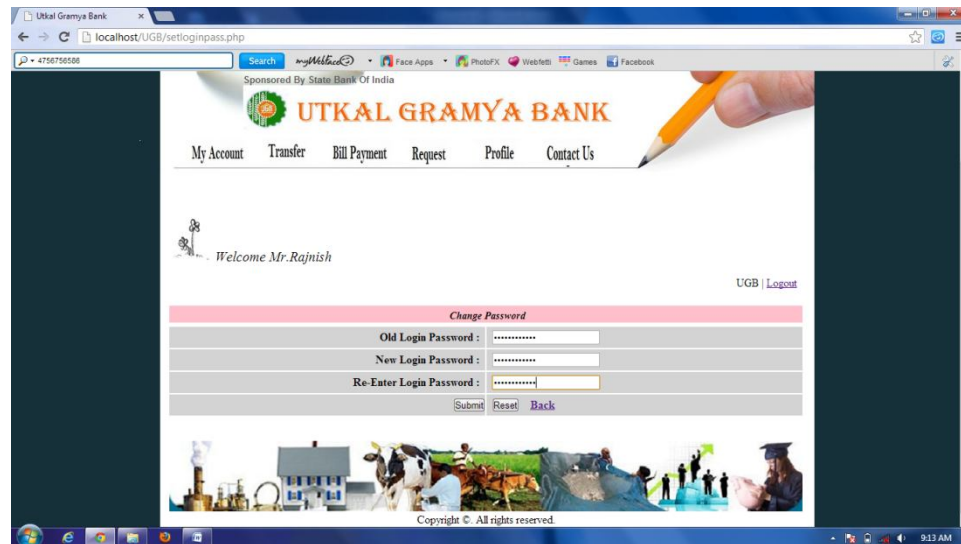 Utkal Gramya Bank
localhost/UGB/setloginpass.php
4756756586 Search myWebface Face Apps PhotoFX Webfetti Games Facebook
Sponsored By State Bank Of India
UTKAL GRAMYA BANK
My Account Transfer Bill Payment Request Profile Contact Us
Welcome Mr.Rajnish
UGB | Logout
Change Password
Old Login Password : ••••••••••••
New Login Password : ••••••••••••
Re-Enter Login Password : ••••••••••••
Submit Reset Back
Copyright ©. All rights reserved.
9:13 AM